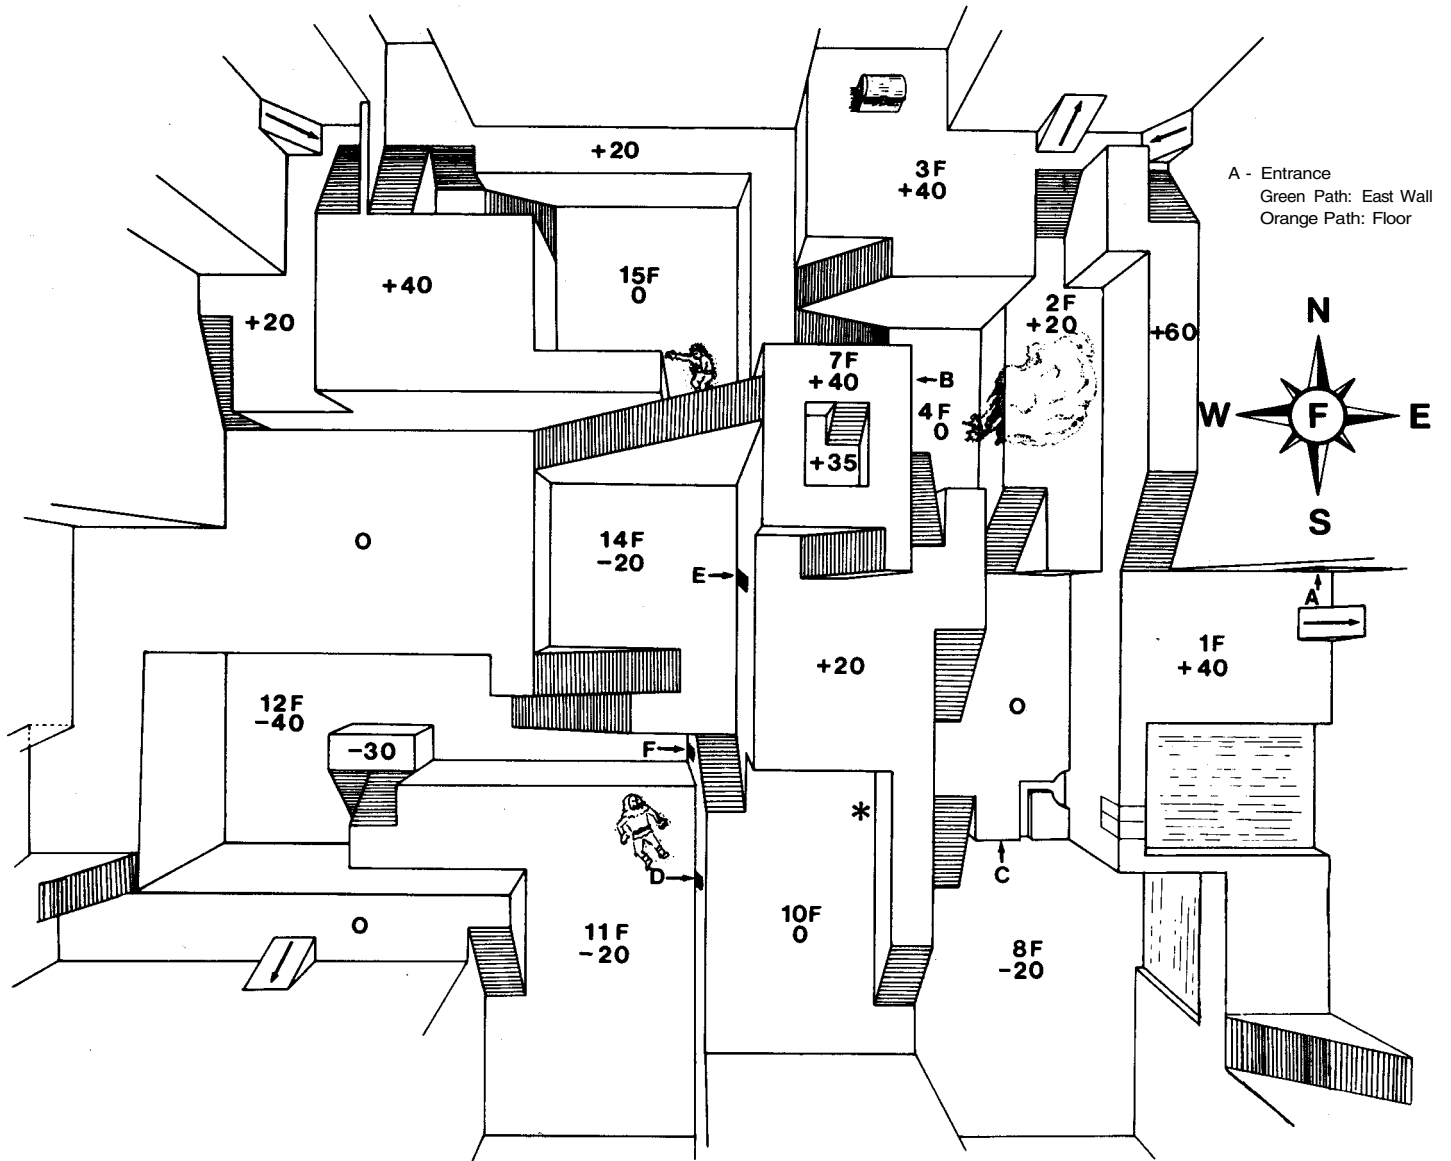 +20
3F
+40
A - Entrance
Green Path: East Wall
Orange Path: Floor
+40
15F
0
+20
2F
+20
+60
N
W F E
S
7F
+40
B
4F
0
+35
O
14F
-20
E
A
1F
+40
+20
O
12F
-40
-30
F
*
D
C
10F
0
O
11F
-20
8F
-20